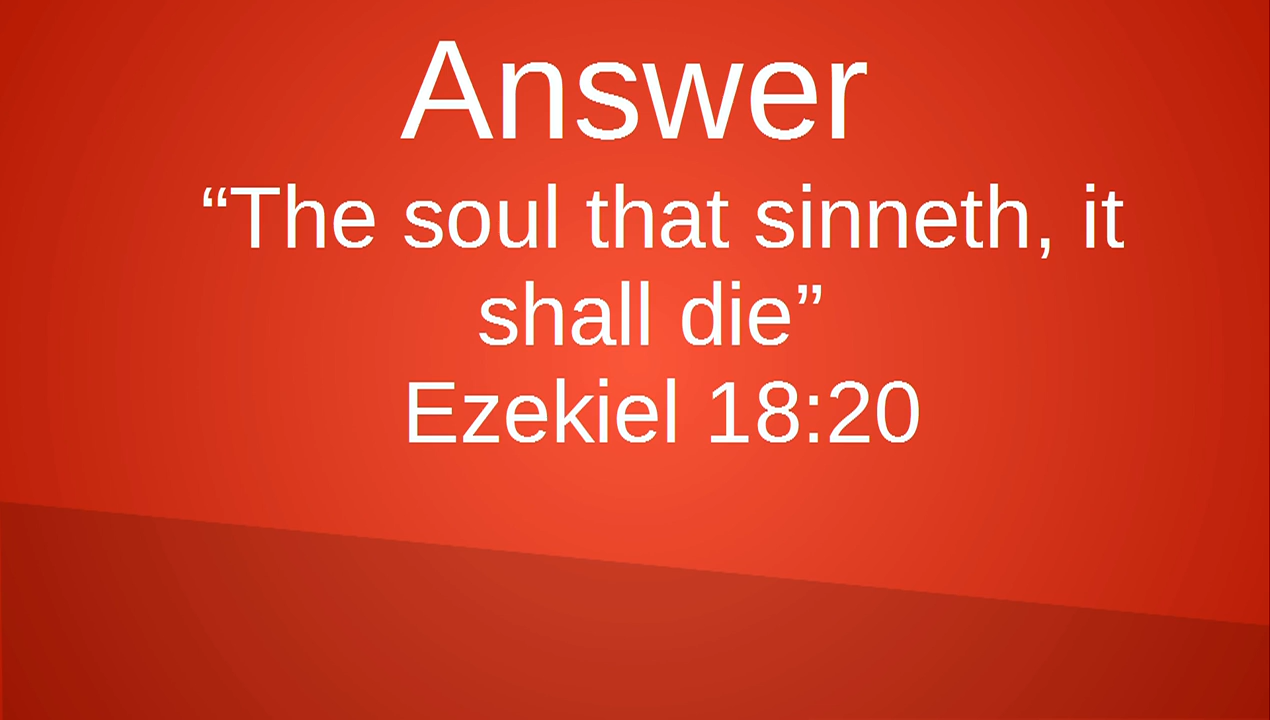 Answer
“The soul that sinneth, it
shall die”
Ezekiel 18:20